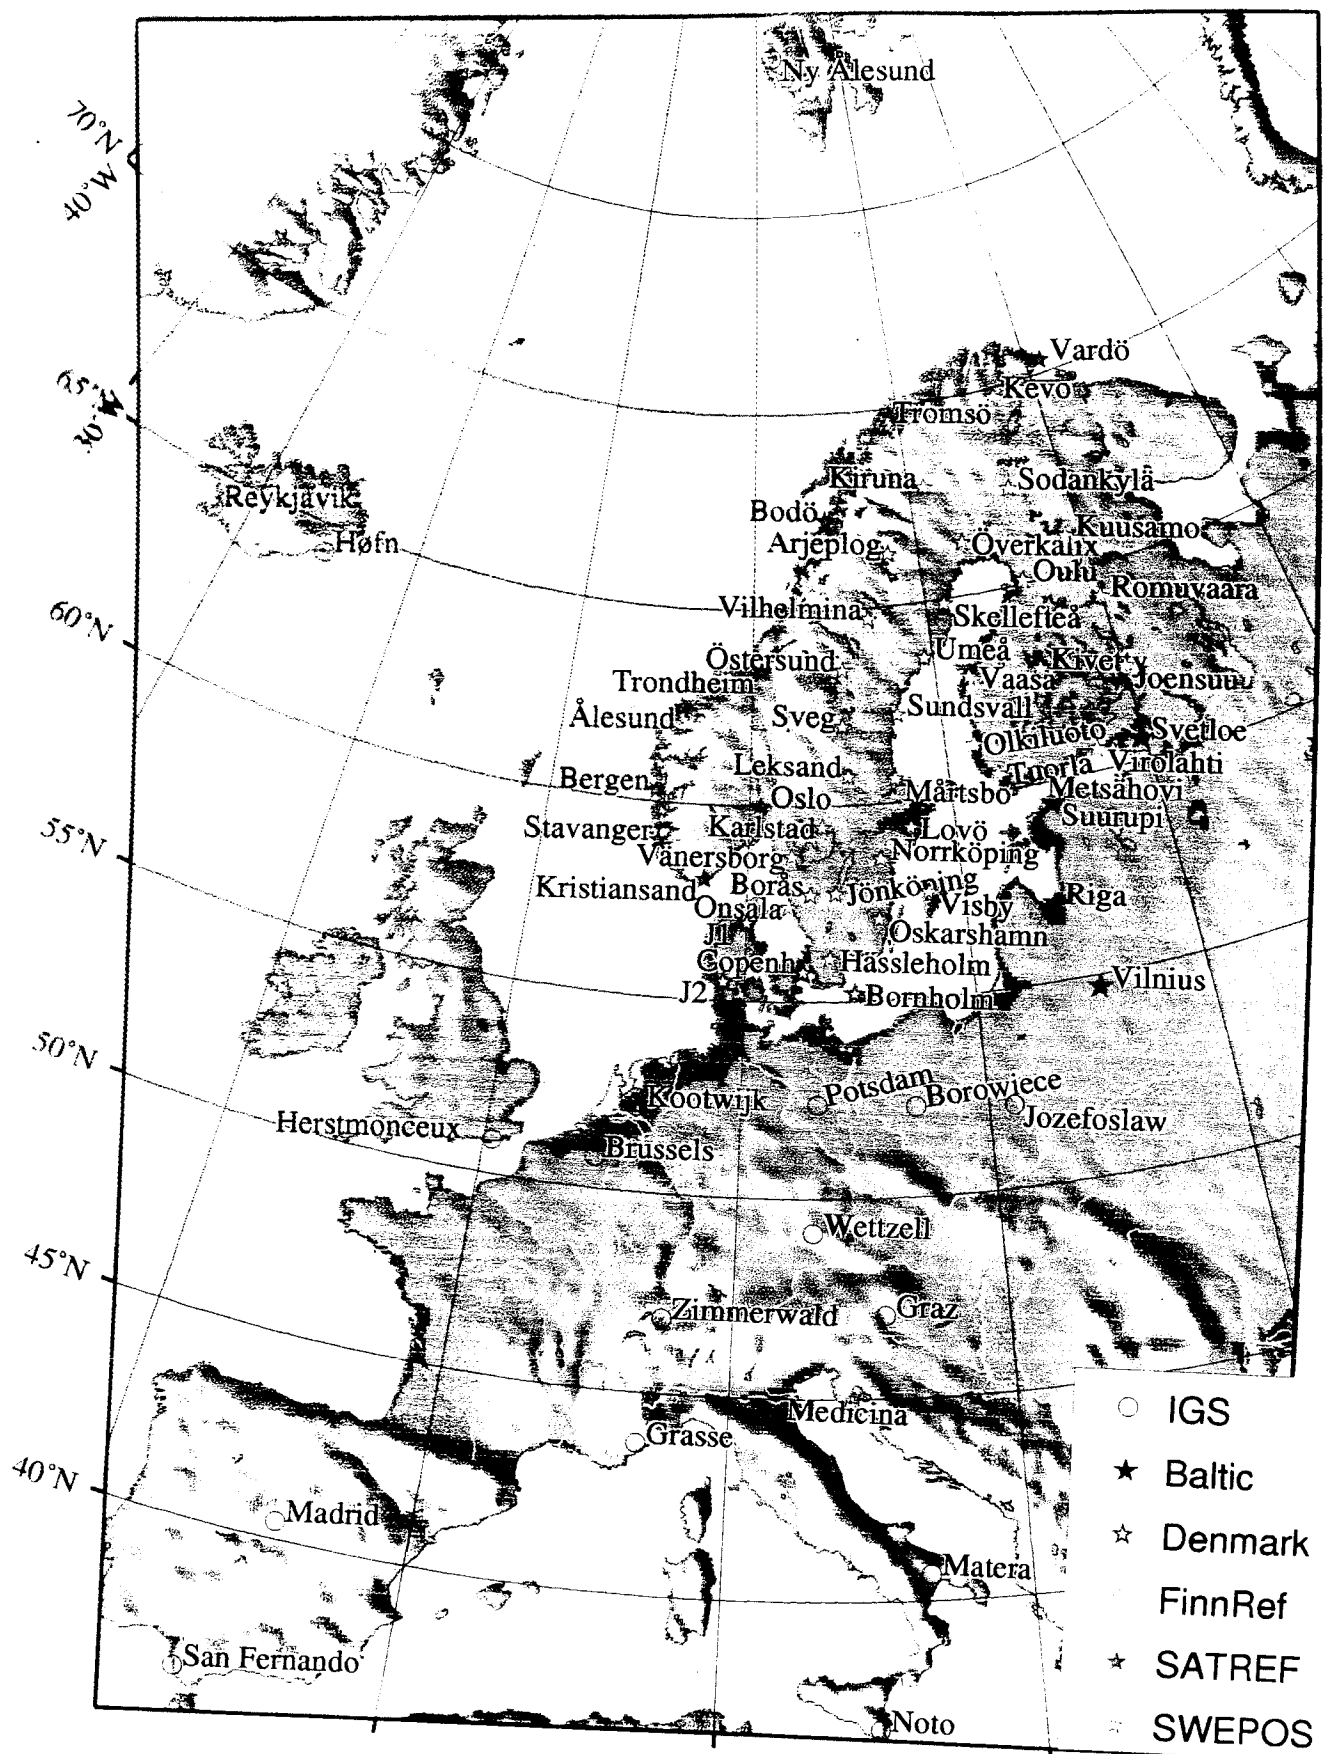 Ny Ålesund
70°N
40°W
Vardö
Kevo
65°N
30°W
Tromsö
Kiruna
Sodankylä
Reykjavik
Bodö
Kuusamo
Høfn
Arjeplog
Överkalix
Oulu
Romuvaara
60°N
Vilhelmina
Skellefteå
Umeå
Östersund
Kivetty
Vaasa
Joensuu
Trondheim
Sundsvall
Ålesund
Sveg
Olkiluoto
Svetloe
Leksand
Tuorla
Virolahti
Bergen
Oslo
Mårtsbo
Metsähovi
Suurupi
55°N
Stavanger
Karlstad
Lovö
Vänersborg
Norrköping
Kristiansand
Borås
Jönköning
Visby
Riga
Onsala
J1
Oskarshamn
Copenh
Hässleholm
Vilnius
J2
Bornholm
50°N
Kootwijk
Potsdam
Borowiece
Jozefoslaw
Herstmonceux
Brussels
Wettzell
45°N
Zimmerwald
Graz
Medicina
IGS
Grasse
Baltic
40°N
Madrid
Denmark
Matera
FinnRef
San Fernando
SATREF
Noto
SWEPOS